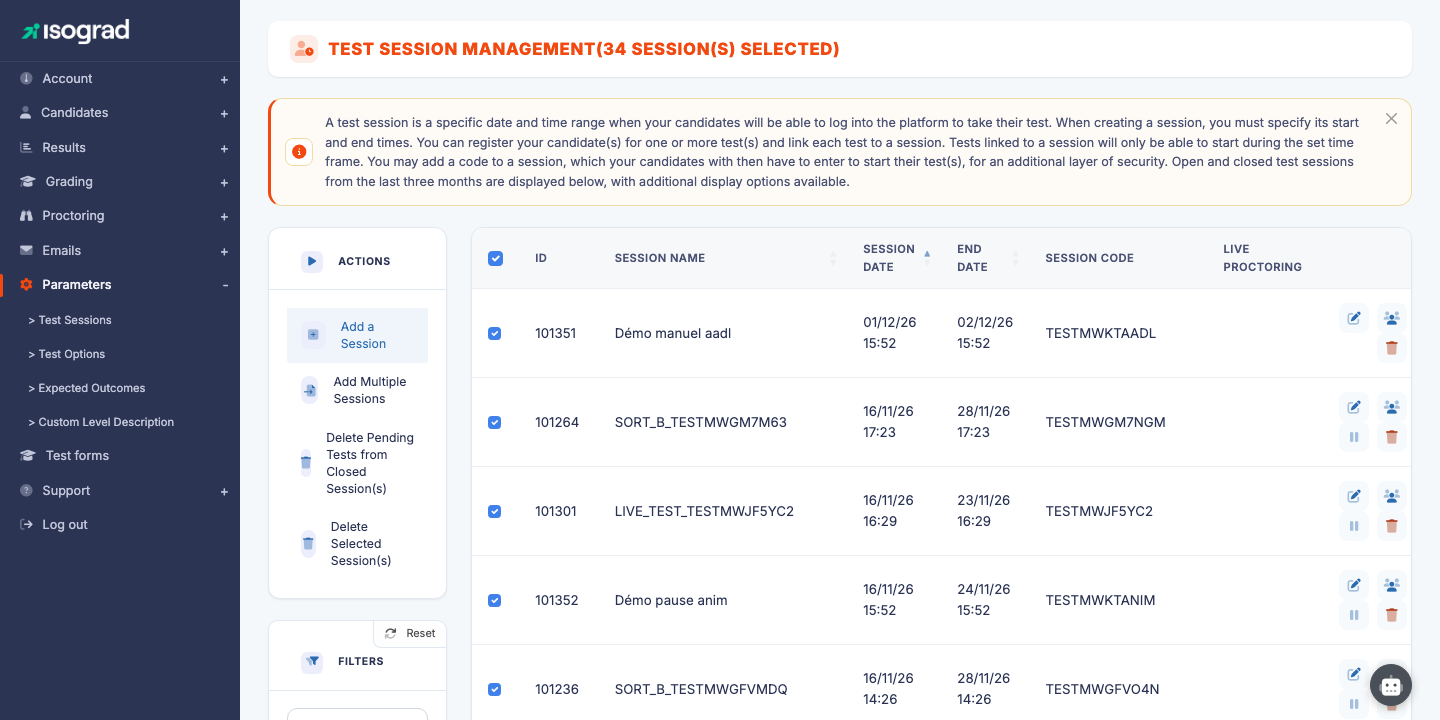 isograd
Account +
Candidates +
Results +
Grading +
Proctoring +
Emails +
Parameters -
> Test Sessions
> Test Options
> Expected Outcomes
> Custom Level Description
Test forms
Support +
Log out
TEST SESSION MANAGEMENT(34 SESSION(S) SELECTED)
A test session is a specific date and time range when your candidates will be able to log into the platform to take their test. When creating a session, you must specify its start
and end times. You can register your candidate(s) for one or more test(s) and link each test to a session. Tests linked to a session will only be able to start during the set time
frame. You may add a code to a session, which your candidates with then have to enter to start their test(s), for an additional layer of security. Open and closed test sessions
from the last three months are displayed below, with additional display options available.
ACTIONS
Add a
Session
Add Multiple
Sessions
Delete Pending
Tests from
Closed
Session(s)
Delete
Selected
Session(s)
Reset
FILTERS
ID SESSION NAME SESSION DATE END DATE SESSION CODE LIVE PROCTORING
101351 Démo manuel aadl 01/12/26 15:52 02/12/26 15:52 TESTMWKTAADL
101264 SORT_B_TESTMWGM7M63 16/11/26 17:23 28/11/26 17:23 TESTMWGM7NGM
101301 LIVE_TEST_TESTMWJF5YC2 16/11/26 16:29 23/11/26 16:29 TESTMWJF5YC2
101352 Démo pause anim 16/11/26 15:52 24/11/26 15:52 TESTMWKTANIM
101236 SORT_B_TESTMWGFVMDQ 16/11/26 14:26 28/11/26 14:26 TESTMWGFVO4N